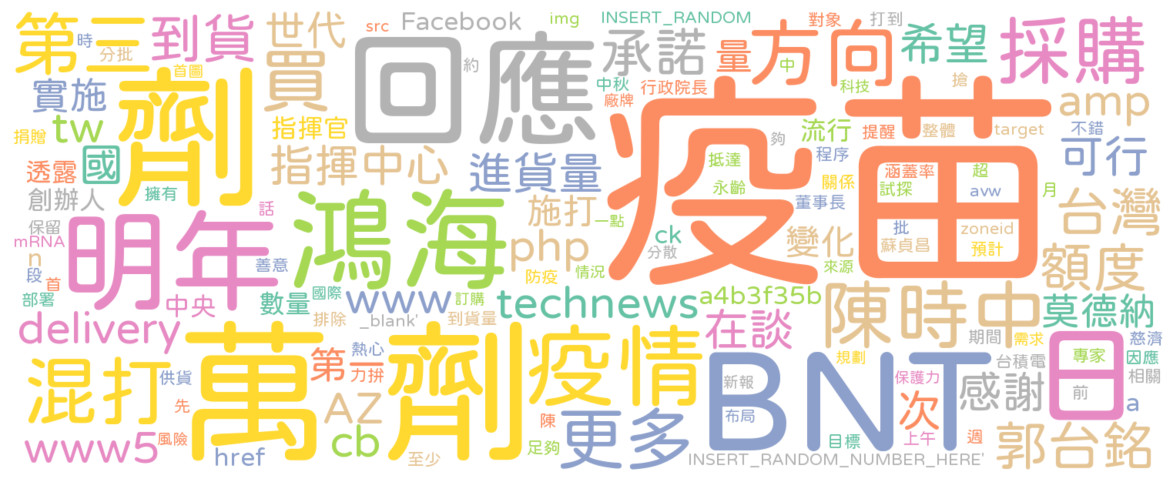 第三 時 分批 到貨 世代 src Facebook img INSERT_RANDOM 對象 打到
首圖 買 約 回應 承諾 量 方向 希望 採購
實施 劑 中秋 行政院長 中 科技 搶
廠牌 amp
捐贈 tw 指揮官 流行 提醒 整體 target 不錯
透露 國 指揮中心 進貨量 疫苗 夠 程序 可行
抵達 涵蓋率 超
創辦人 擁有 永齡 關係 試探 avw 月
保留 話 鴻海 施打 一點 董事長 台灣
mRNA 明年 php ck 變化 批 zoneid
n 分散 蘇貞昌 預計
段 首 善意 防疫 情況 來源 額度
部署 中央 數量 國際 www 訂購 technews a4b3f35b 陳時中 莫德納
delivery 排除 _blank' 到貨量 在談 期間 需求 慈濟
混打 萬 熱心 劑 疫情 規劃 專家 因應
供貨 第一 力拚 BNT 台積電 日 相關
新報 保護力 感謝 前
先 AZ 陳 更多 布局 次 a
www5 風險 cb 足夠 目標 上午 週 郭台銘
href 至少 INSERT_RANDOM_NUMBER_HERE'